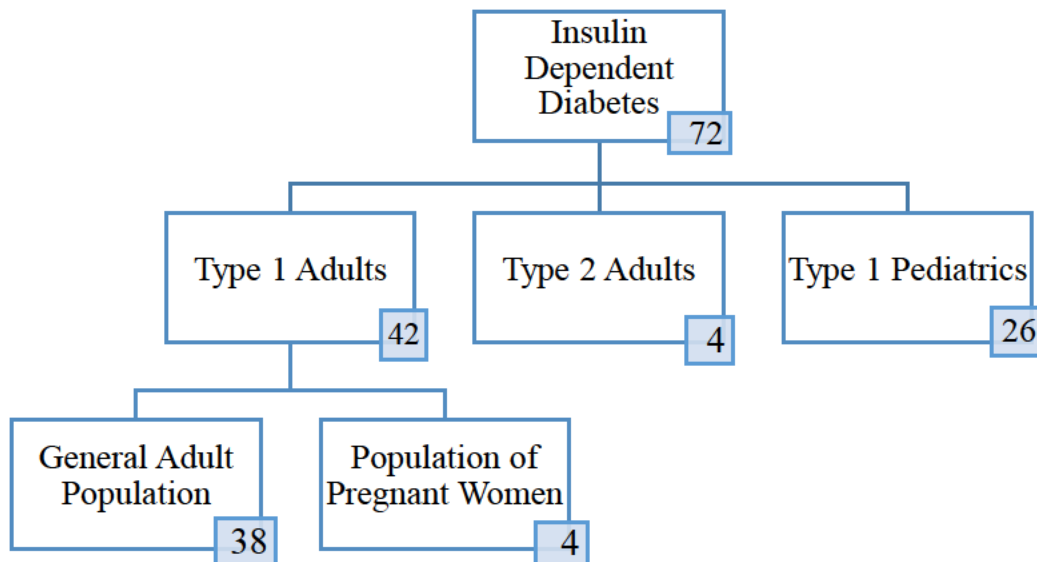 Insulin
Dependent
Diabetes
72
Type 1 Adults
42
Type 2 Adults
4
Type 1 Pediatrics
26
General Adult
Population
38
Population of
Pregnant Women
4